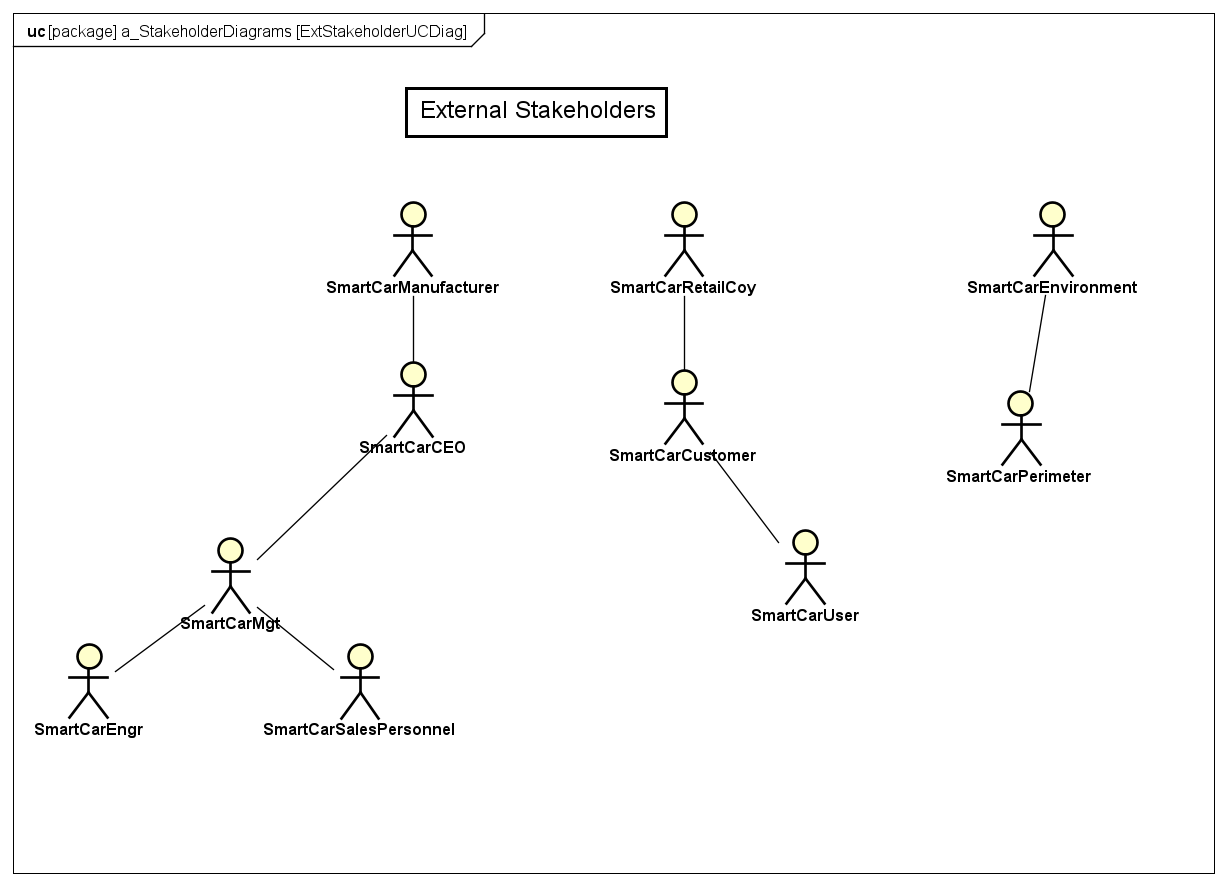 uc [package] a_StakeholderDiagrams [ExtStakeholderUCDiag]
External Stakeholders
SmartCarManufacturer
SmartCarRetailCoy
SmartCarEnvironment
SmartCarCEO
SmartCarCustomer
SmartCarPerimeter
SmartCarMgt
SmartCarUser
SmartCarEngr
SmartCarSalesPersonnel